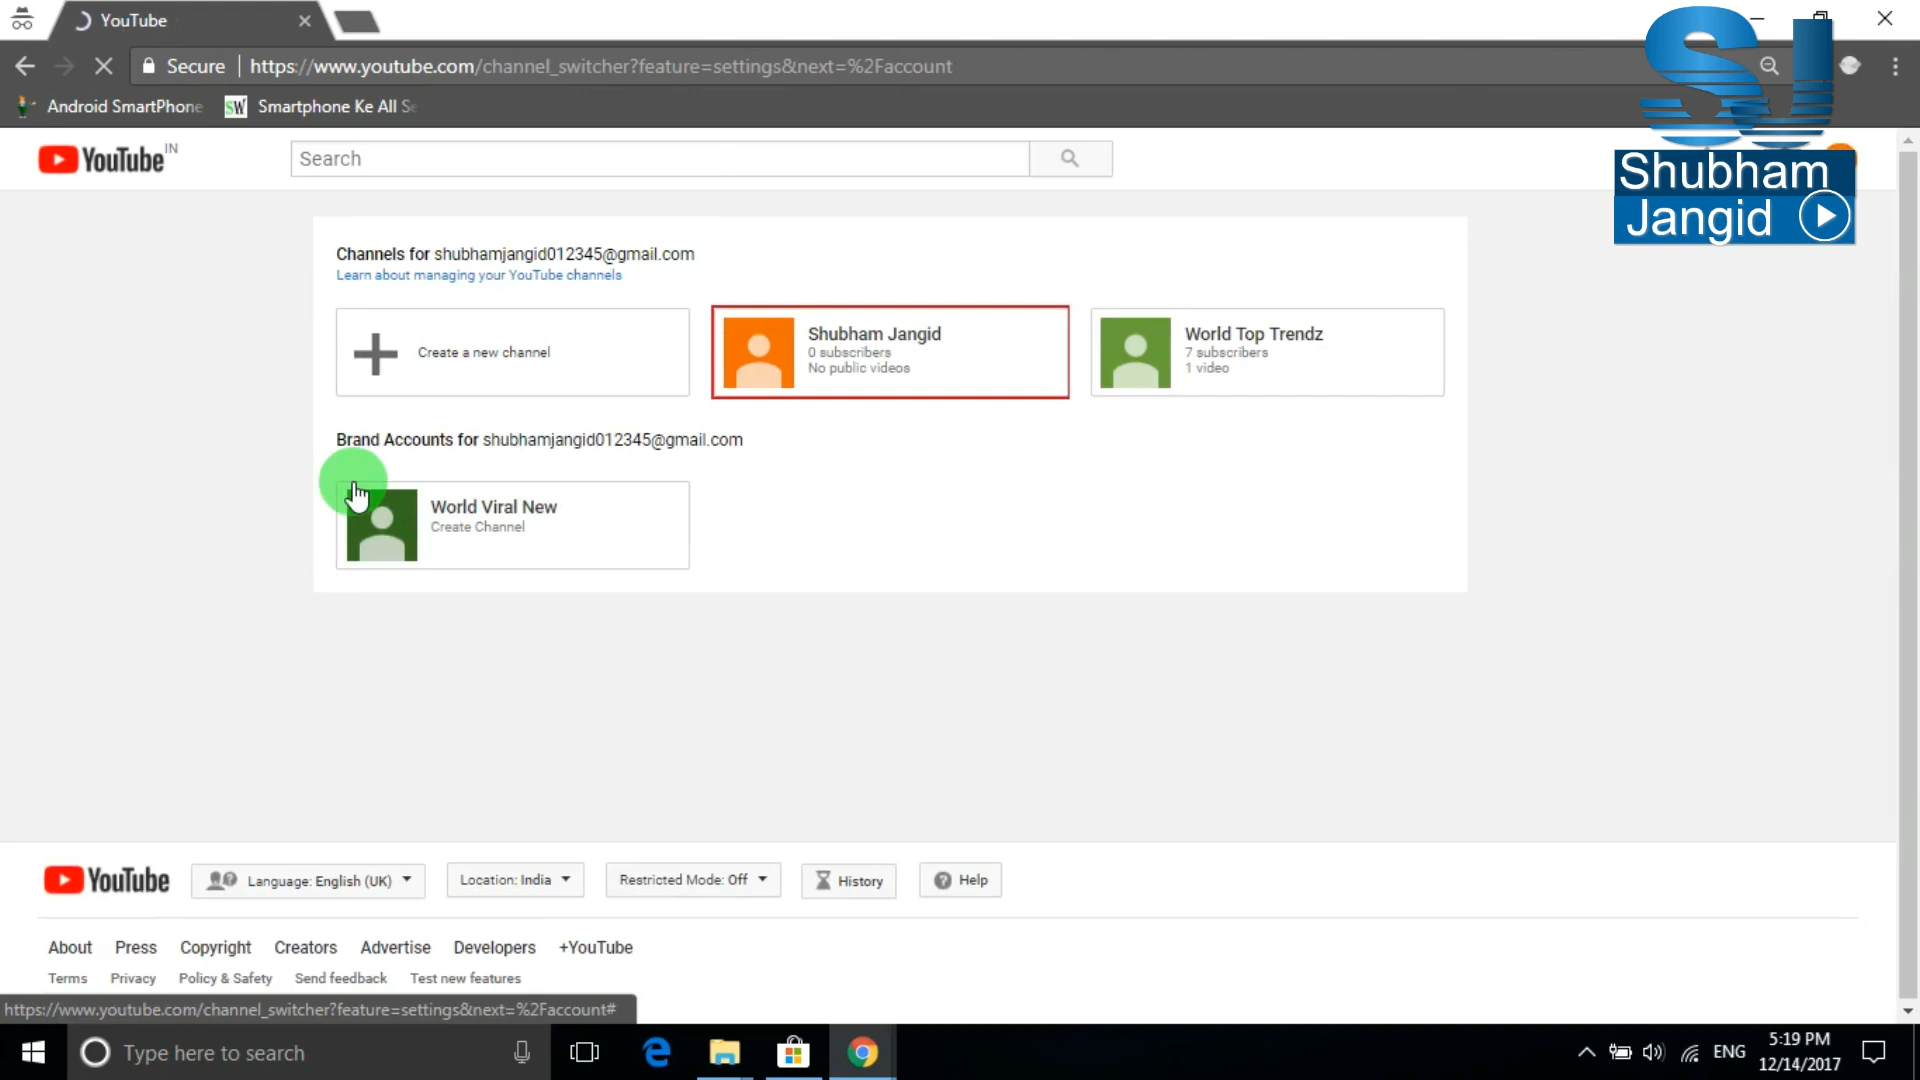 YouTube
Secure https://www.youtube.com/channel_switcher?feature=settings&next=%2Faccount
Android SmartPhone
SW Smartphone Ke All Se
SJ
Shubham
Jangid
YouTube IN
Search
Channels for shubhamjangid012345@gmail.com
Learn about managing your YouTube channels
Create a new channel
Shubham Jangid
0 subscribers
No public videos
World Top Trendz
7 subscribers
1 video
Brand Accounts for shubhamjangid012345@gmail.com
World Viral New
Create Channel
YouTube
Language: English (UK)
Location: India
Restricted Mode: Off
History
Help
About Press Copyright Creators Advertise Developers +YouTube
Terms Privacy Policy & Safety Send feedback Test new features
https://www.youtube.com/channel_switcher?feature=settings&next=%2Faccount#
Type here to search
ENG
5:19 PM
12/14/2017